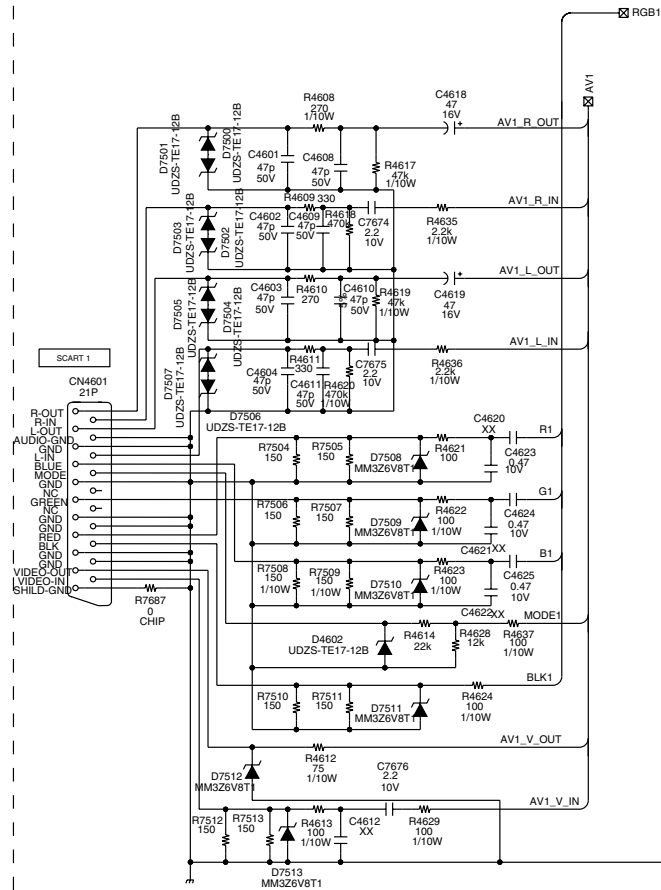 RGB1
AV1
C4618
47
16V
AV1_R_OUT
R4608
270
1/10W
D7501
UDZS-TE17-12B
D7500
UDZS-TE17-12B
C4601
47p
50V
C4608
47p
50V
R4617
47k
1/10W
R4609
330
AV1_R_IN
D7503
UDZS-TE17-12B
D7502
UDZS-TE17-12B
C4602
47p
50V
C4609
47p
50V
R4618
470k
C7674
2.2
10V
R4635
2.2k
1/10W
AV1_L_OUT
D7505
UDZS-TE17-12B
D7504
UDZS-TE17-12B
C4603
47p
50V
R4610
270
C4610
47p
50V
R4619
47k
1/10W
C4619
47
16V
AV1_L_IN
D7507
UDZS-TE17-12B
D7506
UDZS-TE17-12B
C4604
47p
50V
R4611
330
C4611
47p
50V
R4620
470k
1/10W
C7675
2.2
10V
R4636
2.2k
1/10W
SCART 1
CN4601
21P
R-OUT
R-IN
L-OUT
AUDIO-GND
GND
L-IN
BLUE
MODE
GND
NC
GREEN
NC
GND
GND
RED
BLK
GND
GND
VIDEO-OUT
VIDEO-IN
SHILD-GND
R7687
0
CHIP
R7504
150
R7505
150
D7508
MM3Z6V8T1
R4621
100
C4620
XX
C4623
0.47
10V
R1
R7506
150
R7507
150
D7509
MM3Z6V8T1
R4622
100
1/10W
C4621
XX
C4624
0.47
10V
G1
R7508
150
1/10W
R7509
150
1/10W
D7510
MM3Z6V8T1
R4623
100
1/10W
C4622
XX
C4625
0.47
10V
B1
D4602
UDZS-TE17-12B
R4614
22k
R4628
12k
R4637
100
1/10W
MODE1
R7510
150
R7511
150
D7511
MM3Z6V8T1
R4624
100
1/10W
BLK1
D7512
MM3Z6V8T1
R4612
75
1/10W
AV1_V_OUT
C7676
2.2
10V
R7512
150
R7513
150
D7513
MM3Z6V8T1
R4613
100
1/10W
C4612
XX
R4629
100
1/10W
AV1_V_IN